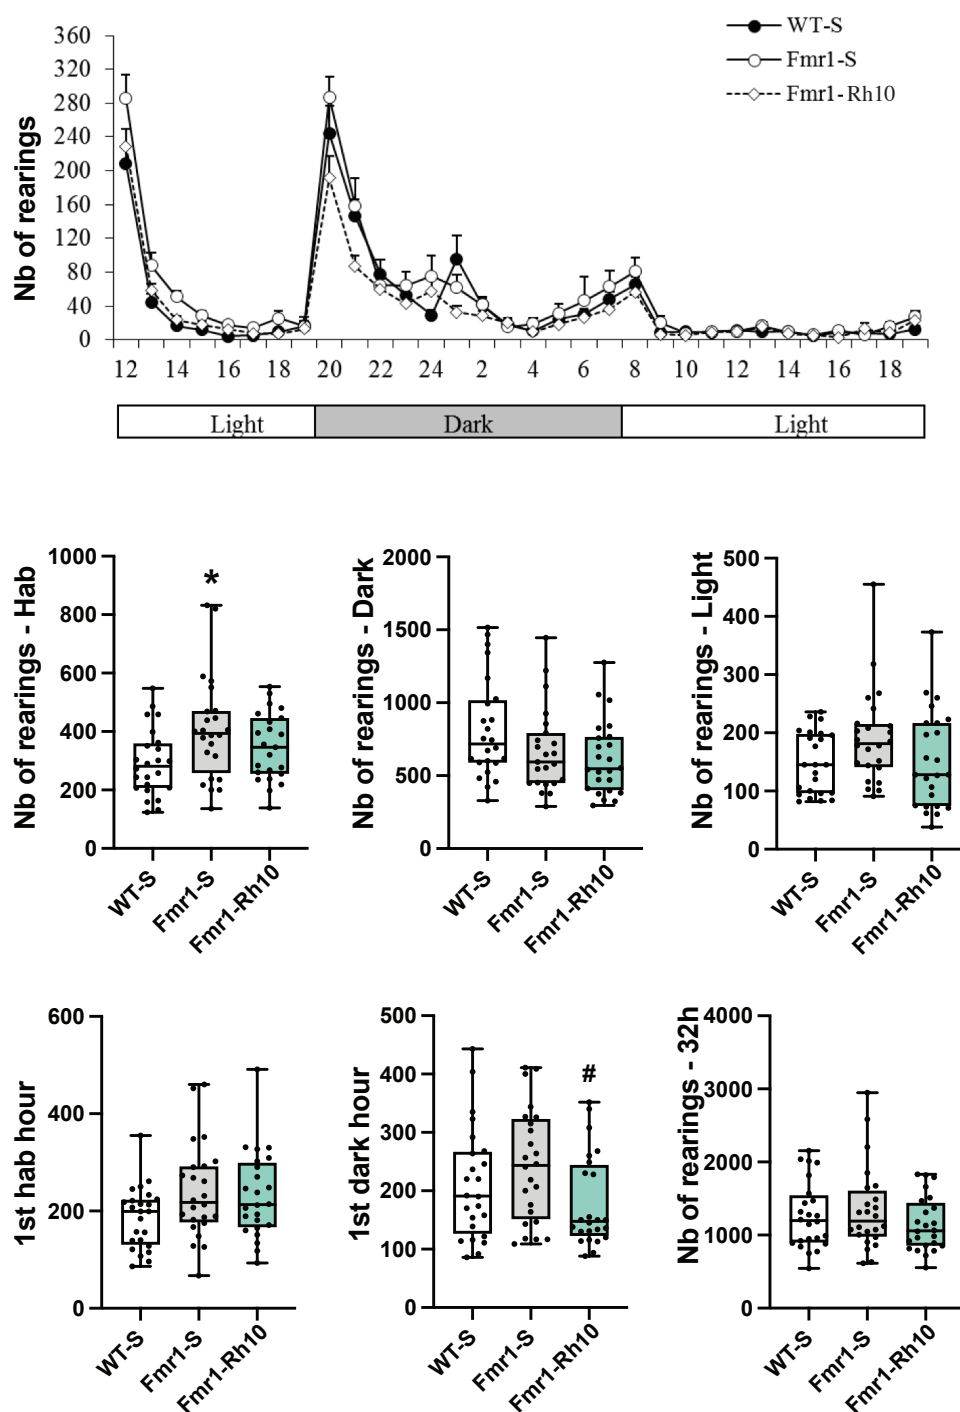 WT-S
Fmr1-S
Fmr1-Rh10
Nb of rearings
360
320
280
240
200
160
120
80
40
0
12 14 16 18 20 22 24 2 4 6 8 10 12 14 16 18
Light Dark Light
Nb of rearings - Hab
1000
800
600
400
200
0
*
WT-S
Fmr1-S
Fmr1-Rh10
Nb of rearings - Dark
2000
1500
1000
500
0
WT-S
Fmr1-S
Fmr1-Rh10
Nb of rearings - Light
500
400
300
200
100
0
WT-S
Fmr1-S
Fmr1-Rh10
1st hab hour
600
400
200
0
WT-S
Fmr1-S
Fmr1-Rh10
1st dark hour
500
400
300
200
100
0
#
WT-S
Fmr1-S
Fmr1-Rh10
Nb of rearings - 32h
4000
3000
2000
1000
0
WT-S
Fmr1-S
Fmr1-Rh10